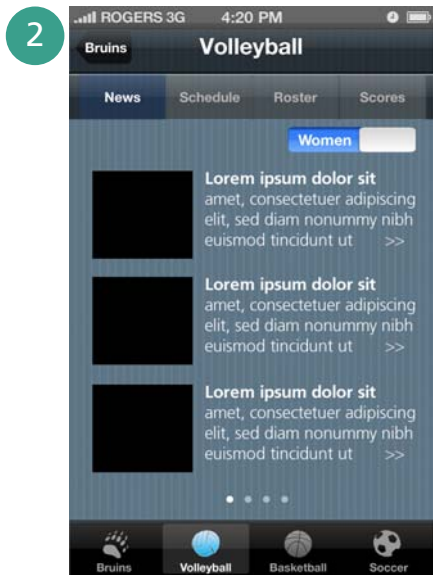 2
ROGERS 3G 4:20 PM
Bruins Volleyball
News Schedule Roster Scores
Women
Lorem ipsum dolor sit
amet, consectetuer adipiscing
elit, sed diam nonummy nibh
euismod tincidunt ut >>
Lorem ipsum dolor sit
amet, consectetuer adipiscing
elit, sed diam nonummy nibh
euismod tincidunt ut >>
Lorem ipsum dolor sit
amet, consectetuer adipiscing
elit, sed diam nonummy nibh
euismod tincidunt ut >>
Bruins Volleyball Basketball Soccer